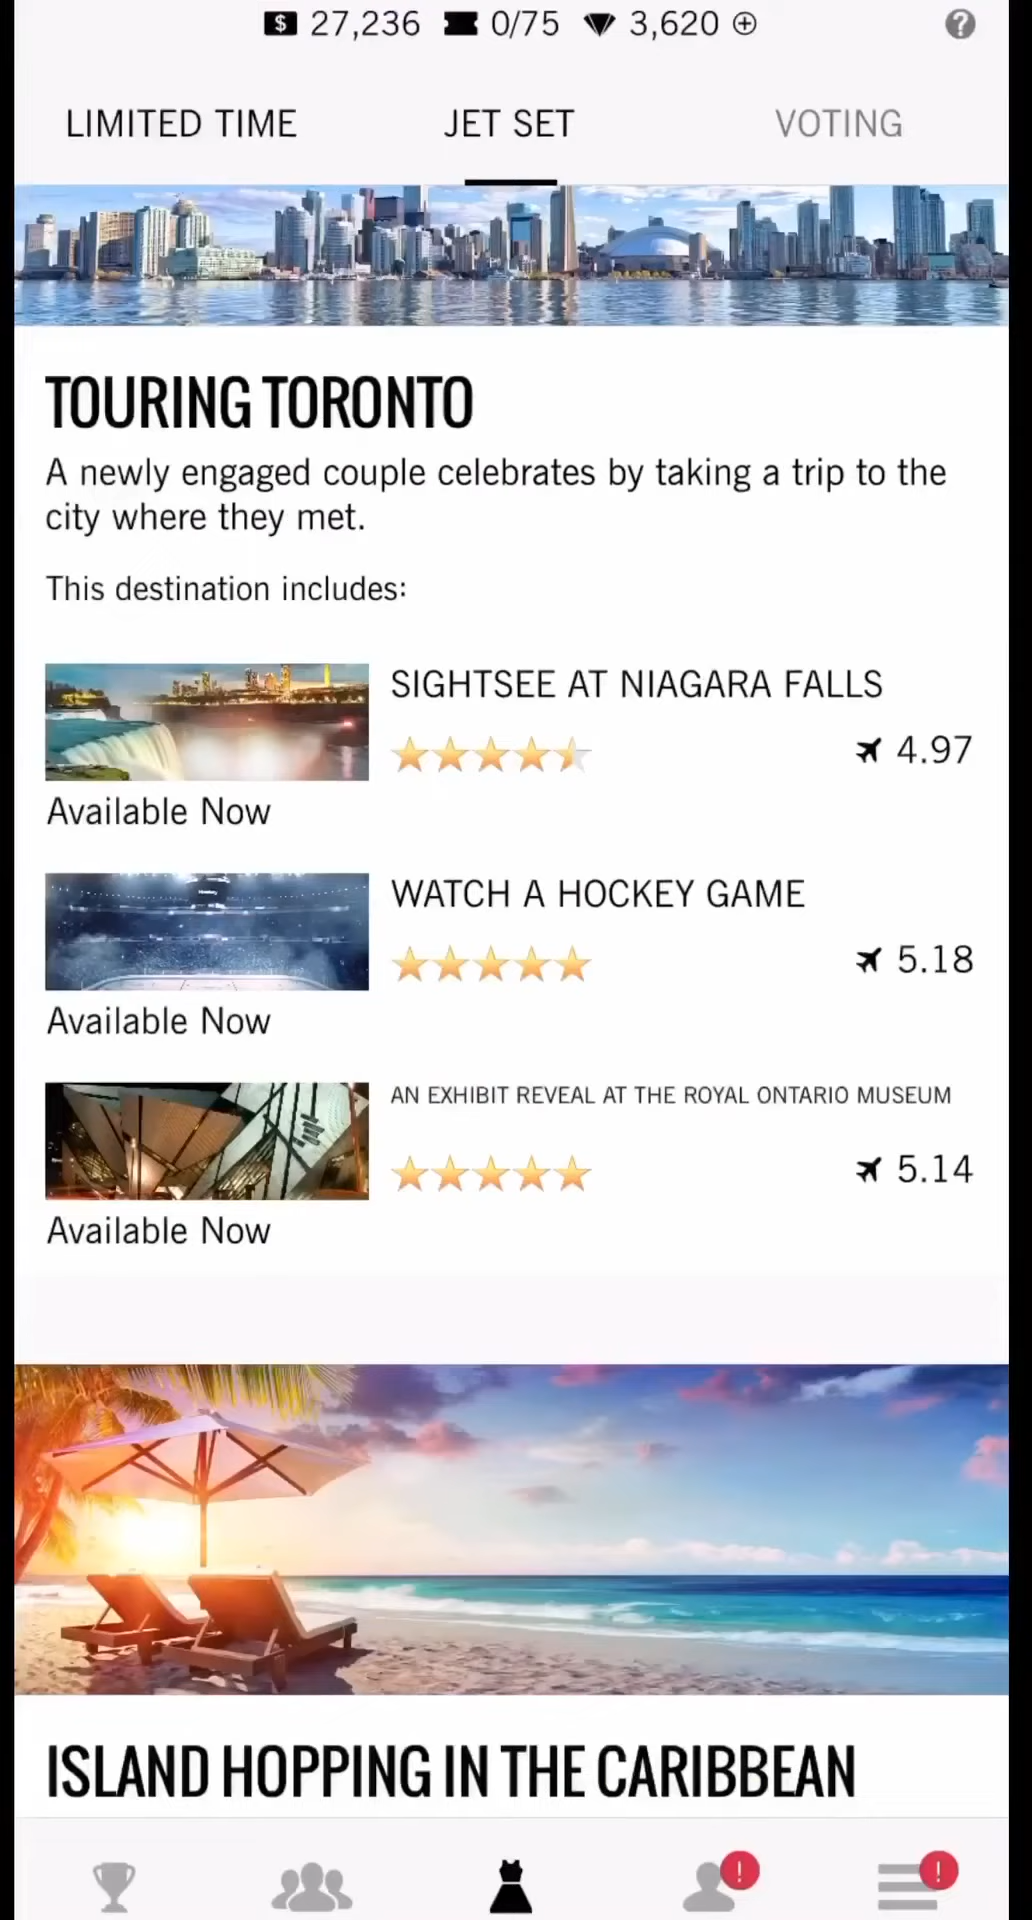 $ 27,236 0/75 3,620 ?
LIMITED TIME JET SET VOTING
TOURING TORONTO
A newly engaged couple celebrates by taking a trip to the
city where they met.
This destination includes:
SIGHTSEE AT NIAGARA FALLS
4.97
Available Now
WATCH A HOCKEY GAME
5.18
Available Now
AN EXHIBIT REVEAL AT THE ROYAL ONTARIO MUSEUM
5.14
Available Now
ISLAND HOPPING IN THE CARIBBEAN
! !